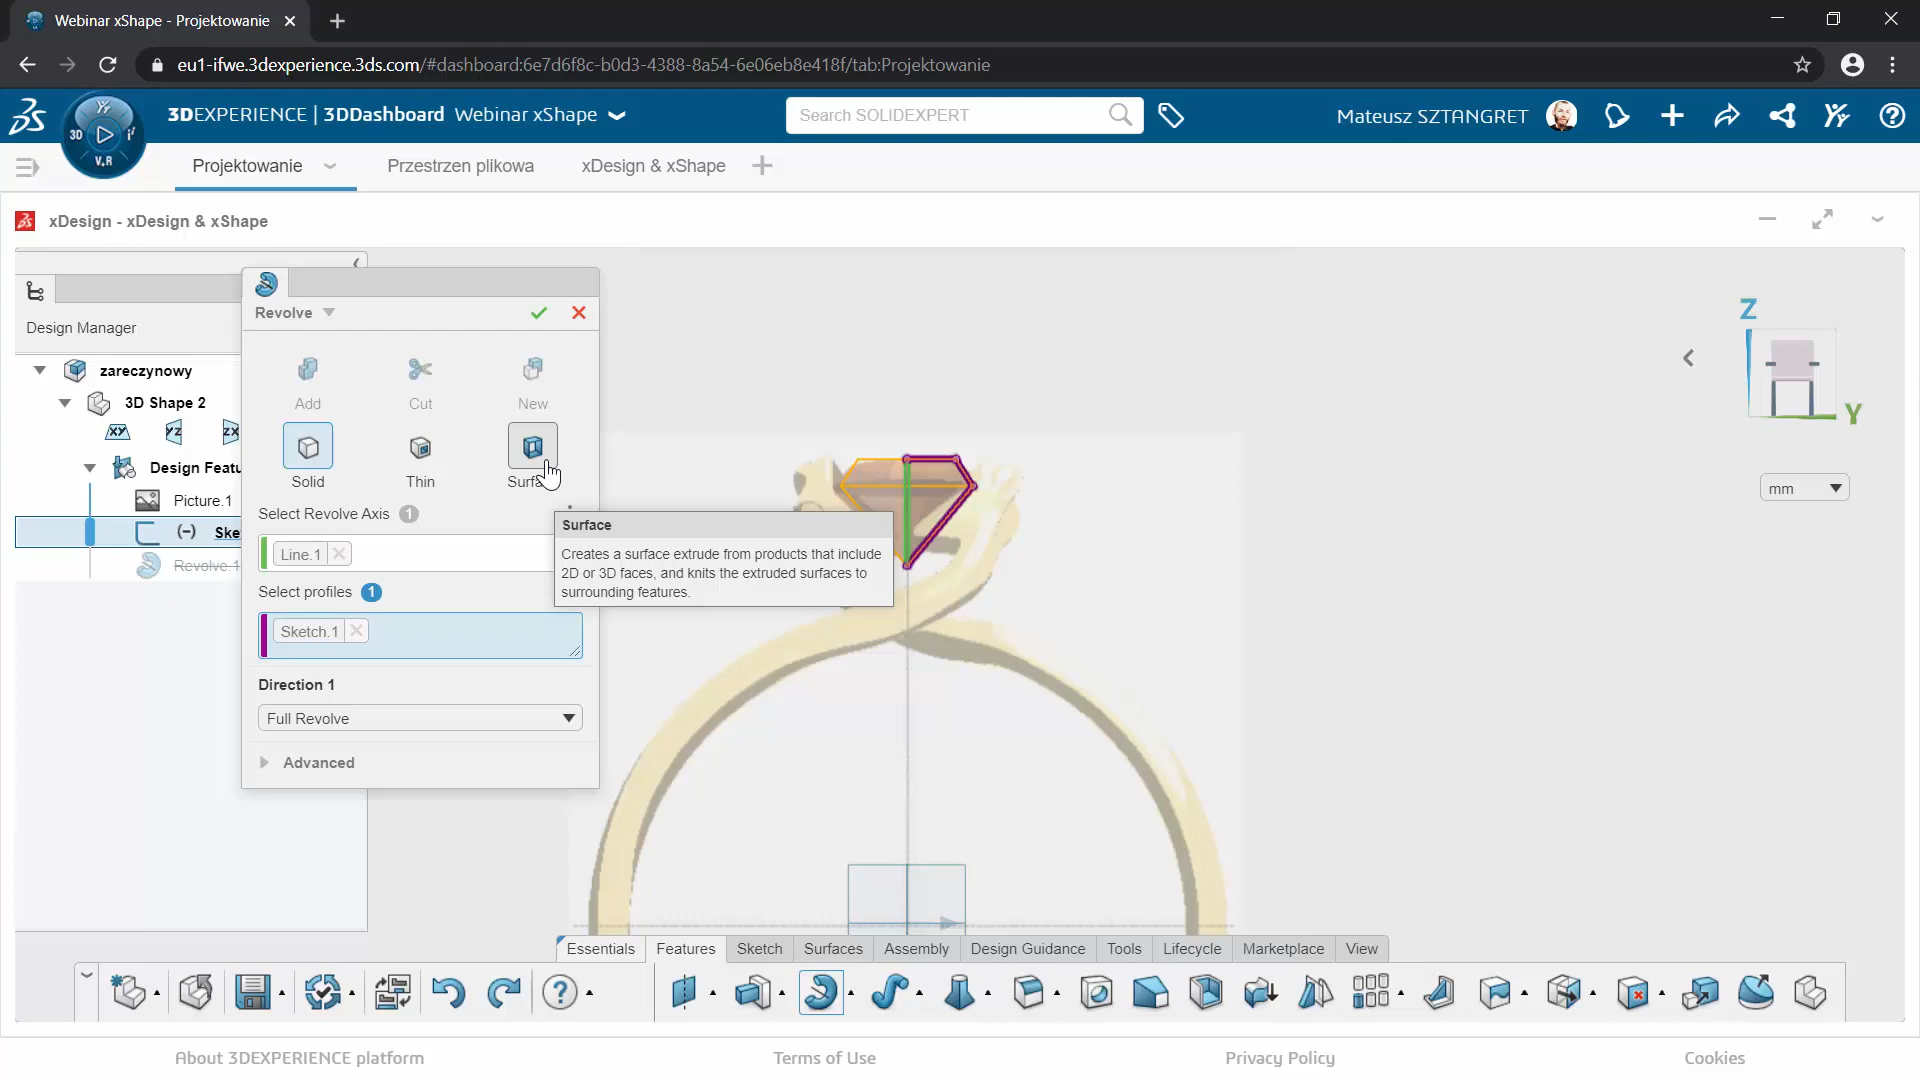 Webinar xShape - Projektowanie
eu1-ifwe.3dexperience.3ds.com/#dashboard:6e7d6f8c-b0d3-4388-8a54-6e06eb8e418f/tab:Projektowanie
3D
V.R
3DEXPERIENCE | 3DDashboard Webinar xShape
Search SOLIDEXPERT
Mateusz SZTANGRET
Projektowanie
Przestrzen plikowa
xDesign & xShape
xDesign - xDesign & xShape
Design Manager
zareczynowy
3D Shape 2
XY
YZ
ZX
Design Featu
Picture.1
(-) Ske
Revolve.1
Revolve
Add
Cut
New
Solid
Thin
Surfa
Select Revolve Axis 1
Line.1
Select profiles 1
Sketch.1
Direction 1
Full Revolve
Advanced
Surface
Creates a surface extrude from products that include
2D or 3D faces, and knits the extruded surfaces to
surrounding features.
Z
Y
mm
Essentials
Features
Sketch
Surfaces
Assembly
Design Guidance
Tools
Lifecycle
Marketplace
View
About 3DEXPERIENCE platform
Terms of Use
Privacy Policy
Cookies